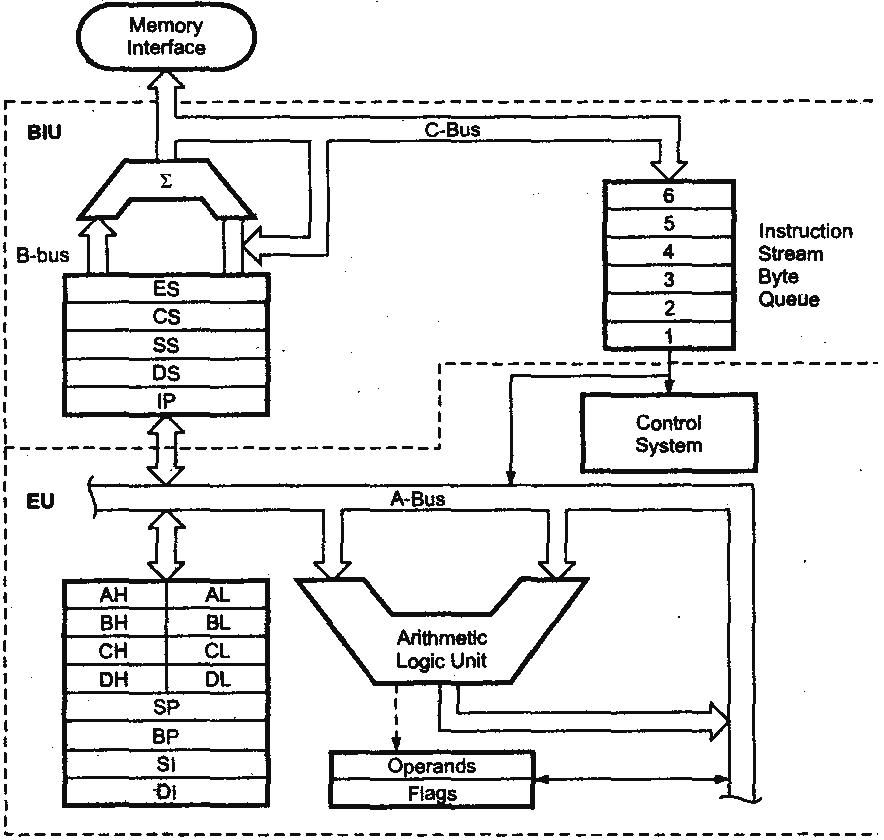 Memory
Interface
BIU
C-Bus
Σ
B-bus
6
5
4
3
2
1
Instruction
Stream
Byte
Queue
ES
CS
SS
DS
IP
Control
System
EU
A-Bus
AH AL
BH BL
CH CL
DH DL
SP
BP
SI
DI
Arithmetic
Logic Unit
Operands
Flags